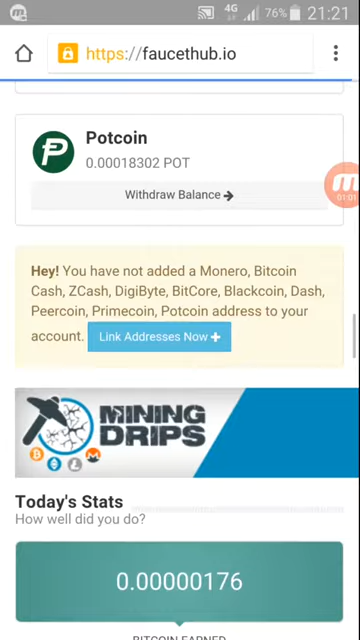 4G 76% 21:21
https://faucethub.io
Potcoin
0.00018302 POT
Withdraw Balance
01:01
Hey! You have not added a Monero, Bitcoin
Cash, ZCash, DigiByte, BitCore, Blackcoin, Dash,
Peercoin, Primecoin, Potcoin address to your
account. Link Addresses Now
MINING
DRIPS
Today's Stats
How well did you do?
0.00000176
BITCOIN EARNED